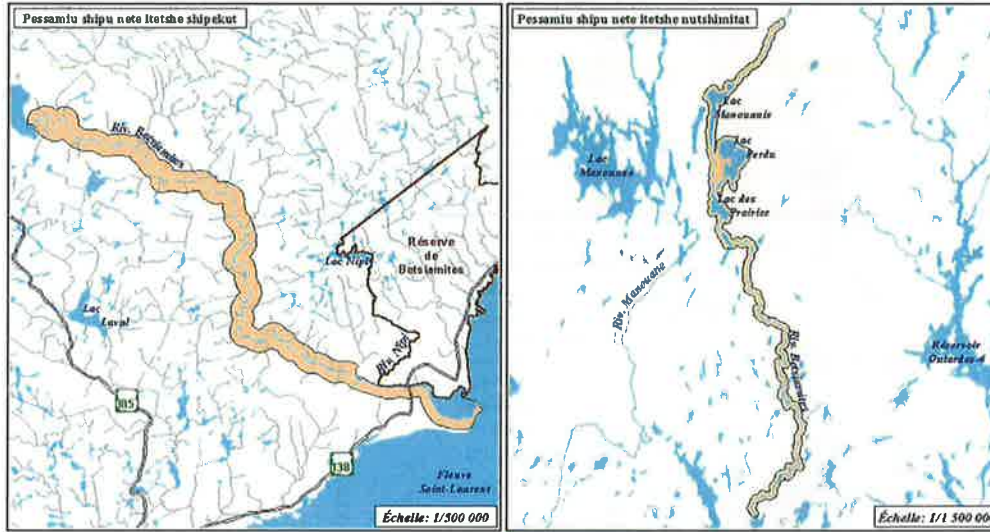 Pessamiu shipu nete itetshe shipekut
Riv. Betsiamites
Réserve
de
Betsiamites
Lac Nipi
Lac
Laval
Riv. Nipi
385
138
Fleuve
Saint-Laurent
Échelle: 1/500 000
Pessamiu shipu nete itetshe nutshimitat
Lac
Manouanis
Lac
Perdu
Lac
Manouane
Lac des
Prairies
Riv. Manouane
Riv. Betsiamites
Réservoir
Outardes-4
Échelle: 1/1 500 000